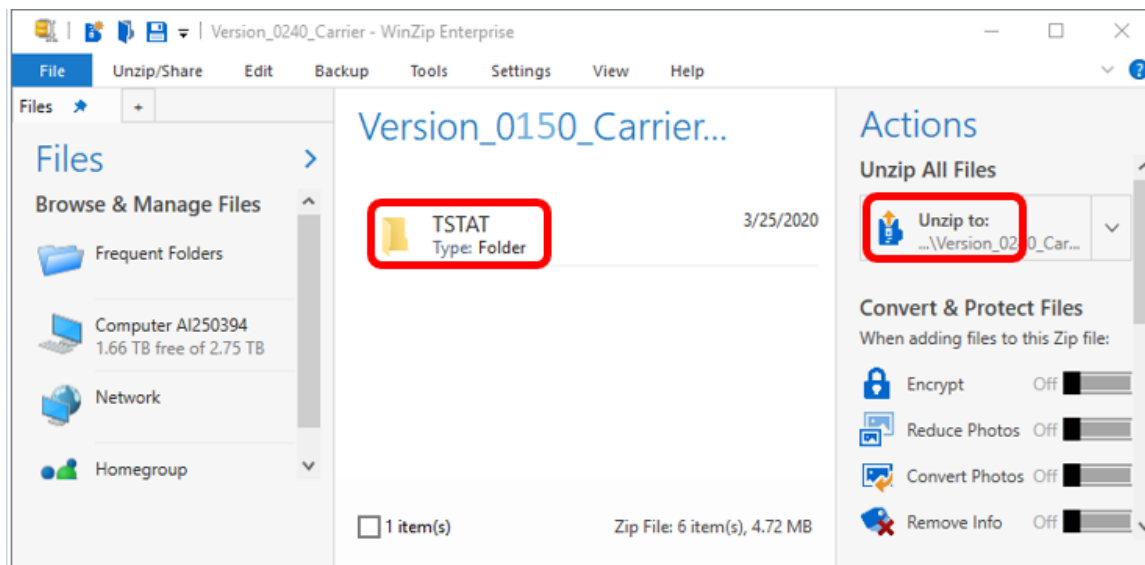 Version_0240_Carrier - WinZip Enterprise
File Unzip/Share Edit Backup Tools Settings View Help ?
Files +
Files
Browse & Manage Files
Frequent Folders
Computer AI250394
1.66 TB free of 2.75 TB
Network
Homegroup
Version_0150_Carrier...
TSTAT 3/25/2020
Type: Folder
1 item(s) Zip File: 6 item(s), 4.72 MB
Actions
Unzip All Files
Unzip to:
...\Version_0240_Car...
Convert & Protect Files
When adding files to this Zip file:
Encrypt Off
Reduce Photos Off
Convert Photos Off
Remove Info Off